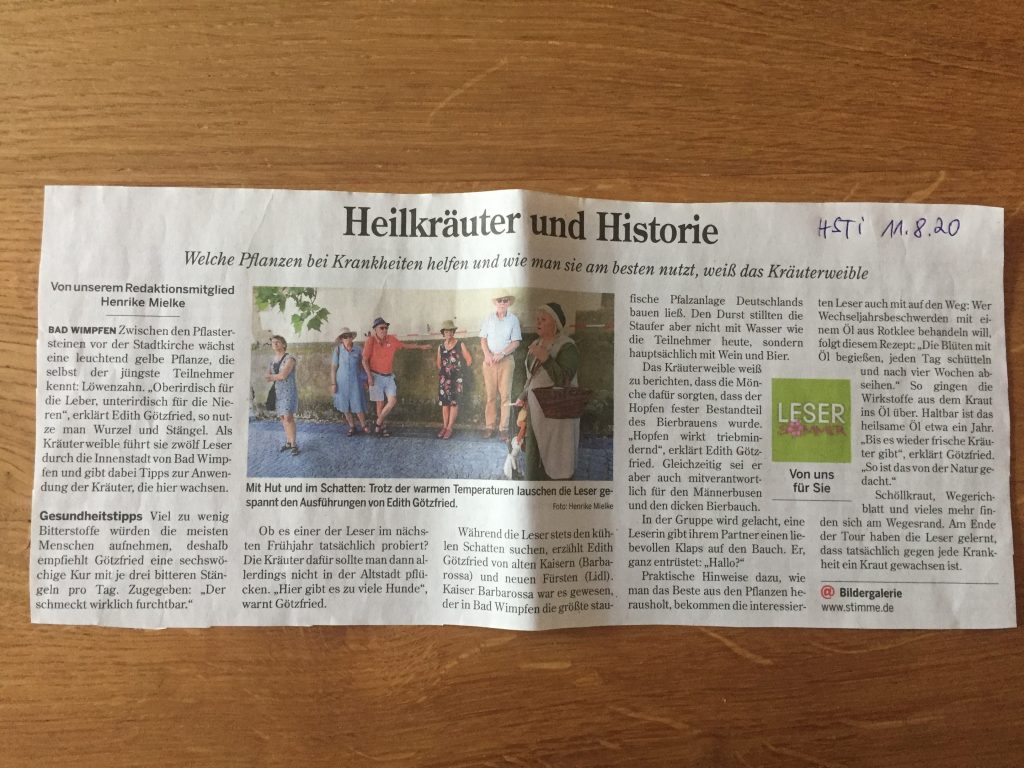 Heilkräuter und Historie
HSTi 11.8.20
Welche Pflanzen bei Krankheiten helfen und wie man sie am besten nutzt, weiß das Kräuterweible
Von unserem Redaktionsmitglied
Henrike Mielke
BAD WIMPFEN Zwischen den Pflaster-
steinen vor der Stadtkirche wächst
eine leuchtend gelbe Pflanze, die
selbst der jüngste Teilnehmer
kennt: Löwenzahn. „Oberirdisch für
die Leber, unterirdisch für die Nie-
ren“, erklärt Edith Götzfried, so nut-
ze man Wurzel und Stängel. Als
Kräuterweible führt sie zwölf Leser
durch die Innenstadt von Bad Wimp-
fen und gibt dabei Tipps zur Anwen-
dung der Kräuter, die hier wachsen.
Gesundheitstipps Viel zu wenig
Bitterstoffe würden die meisten
Menschen aufnehmen, deshalb
empfiehlt Götzfried eine sechswö-
chige Kur mit je drei bitteren Stän-
geln pro Tag. Zugegeben: „Der
schmeckt wirklich furchtbar.“
Mit Hut und im Schatten: Trotz der warmen Temperaturen lauschen die Leser ge-
spannt den Ausführungen von Edith Götzfried.
Foto: Henrike Mielke
Ob es einer der Leser im nächs-
ten Frühjahr tatsächlich probiert?
Die Kräuter dafür sollte man dann al-
lerdings nicht in der Altstadt pflü-
cken. „Hier gibt es zu viele Hunde“,
warnt Götzfried.
Während die Leser stets den küh-
len Schatten suchen, erzählt Edith
Götzfried von alten Kaisern (Barba-
rossa) und neuen Fürsten (Lidl).
Kaiser Barbarossa war es gewesen,
der in Bad Wimpfen die größte stau-
fische Pfalzanlage Deutschlands
bauen ließ. Den Durst stillten die
Staufer aber nicht mit Wasser wie
die Teilnehmer heute, sondern
hauptsächlich mit Wein und Bier.
Das Kräuterweible weiß
zu berichten, dass die Mön-
che dafür sorgten, dass der
Hopfen fester Bestandteil
des Bierbrauens wurde.
„Hopfen wirkt triebmin-
dernd“, erklärt Edith Götz-
fried. Gleichzeitig sei er
aber auch mitverantwort-
lich für den Männerbusen
und den dicken Bierbauch.
In der Gruppe wird gelacht, eine
Leserin gibt ihrem Partner einen lie-
bevollen Klaps auf den Bauch. Er,
ganz entrüstet: „Hallo?“
Praktische Hinweise dazu, wie
man das Beste aus den Pflanzen he-
rausholt, bekommen die interessier-
ten Leser auch mit auf den Weg: Wer
Wechseljahrsbeschwerden mit ei-
nem Öl aus Rotklee behandeln will,
folgt diesem Rezept: „Die Blüten mit
Öl begießen, jeden Tag schütteln
und nach vier Wochen ab-
seihen.“ So gingen die
Wirkstoffe aus dem Kraut
ins Öl über. Haltbar ist das
heilsame Öl etwa ein Jahr.
„Bis es wieder frische Kräu-
ter gibt“, erklärt Götzfried.
„So ist das von der Natur ge-
dacht.“
Schöllkraut, Wegerich-
blatt und vieles mehr fin-
den sich am Wegesrand. Am Ende
der Tour haben die Leser gelernt,
dass tatsächlich gegen jede Krank-
heit ein Kraut gewachsen ist.
LESER
SOMMER
Von uns
für Sie
@ Bildergalerie
www.stimme.de